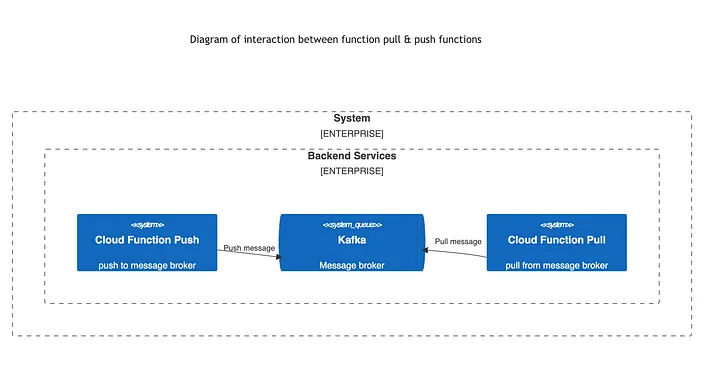 Diagram of interaction between function pull & push functions
System
[ENTERPRISE]
Backend Services
[ENTERPRISE]
<<system>>
Cloud Function Push
push to message broker
Push message
<<system_queue>>
Kafka
Message broker
Pull message
<<system>>
Cloud Function Pull
pull from message broker